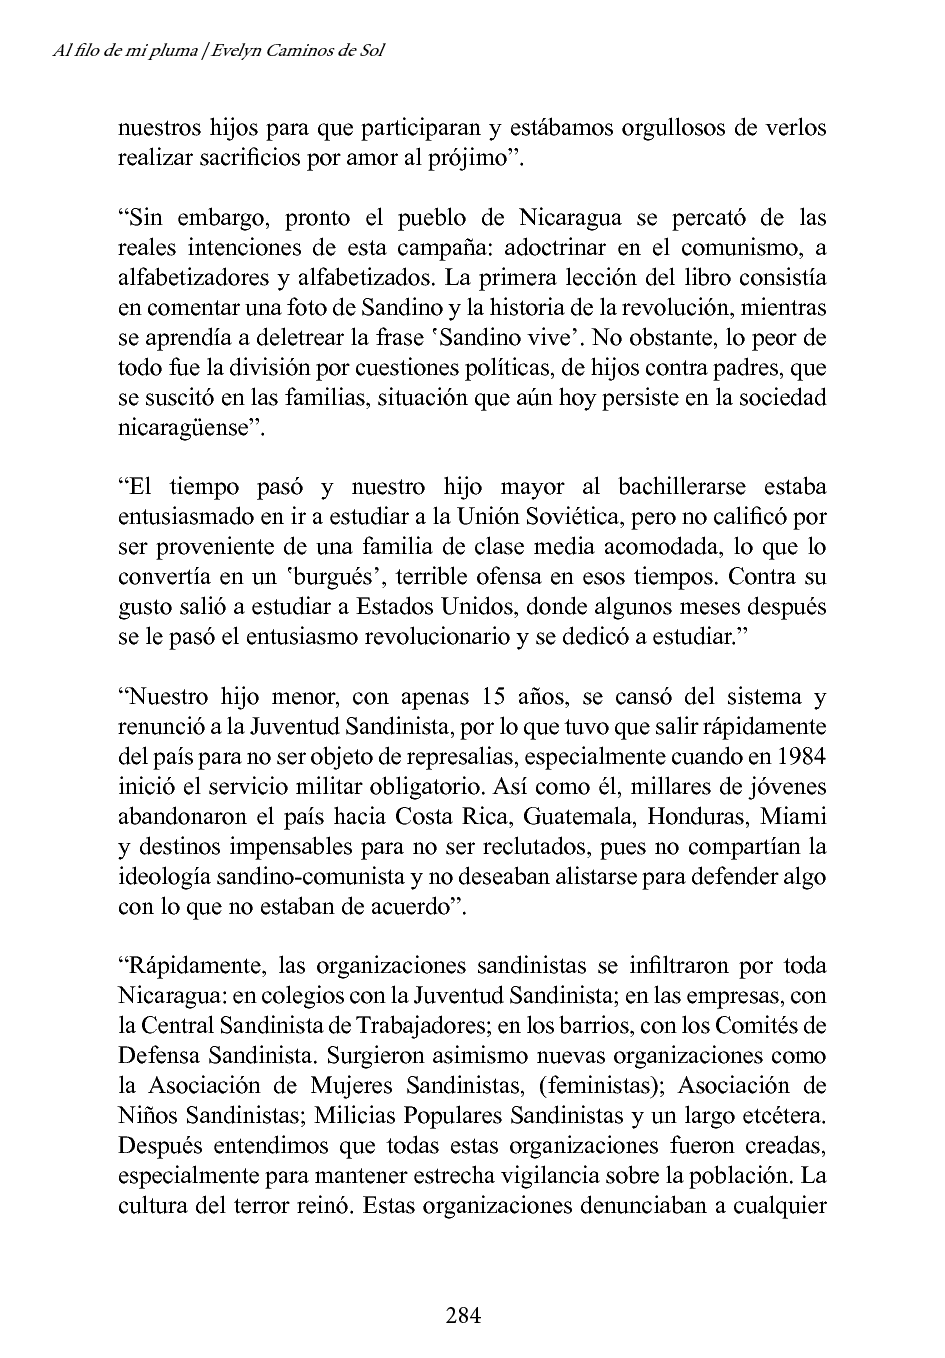 Al filo de mi pluma | Evelyn Caminos de Sol
nuestros hijos para que participaran y estábamos orgullosos de verlos
realizar sacrificios por amor al prójimo”.
“Sin embargo, pronto el pueblo de Nicaragua se percató de las
reales intenciones de esta campaña: adoctrinar en el comunismo, a
alfabetizadores y alfabetizados. La primera lección del libro consistía
en comentar una foto de Sandino y la historia de la revolución, mientras
se aprendía a deletrear la frase ‛Sandino vive’. No obstante, lo peor de
todo fue la división por cuestiones políticas, de hijos contra padres, que
se suscitó en las familias, situación que aún hoy persiste en la sociedad
nicaragüense”.
“El tiempo pasó y nuestro hijo mayor al bachillerarse estaba
entusiasmado en ir a estudiar a la Unión Soviética, pero no calificó por
ser proveniente de una familia de clase media acomodada, lo que lo
convertía en un ‛burgués’, terrible ofensa en esos tiempos. Contra su
gusto salió a estudiar a Estados Unidos, donde algunos meses después
se le pasó el entusiasmo revolucionario y se dedicó a estudiar.”
“Nuestro hijo menor, con apenas 15 años, se cansó del sistema y
renunció a la Juventud Sandinista, por lo que tuvo que salir rápidamente
del país para no ser objeto de represalias, especialmente cuando en 1984
inició el servicio militar obligatorio. Así como él, millares de jóvenes
abandonaron el país hacia Costa Rica, Guatemala, Honduras, Miami
y destinos impensables para no ser reclutados, pues no compartían la
ideología sandino-comunista y no deseaban alistarse para defender algo
con lo que no estaban de acuerdo”.
“Rápidamente, las organizaciones sandinistas se infiltraron por toda
Nicaragua: en colegios con la Juventud Sandinista; en las empresas, con
la Central Sandinista de Trabajadores; en los barrios, con los Comités de
Defensa Sandinista. Surgieron asimismo nuevas organizaciones como
la Asociación de Mujeres Sandinistas, (feministas); Asociación de
Niños Sandinistas; Milicias Populares Sandinistas y un largo etcétera.
Después entendimos que todas estas organizaciones fueron creadas,
especialmente para mantener estrecha vigilancia sobre la población. La
cultura del terror reinó. Estas organizaciones denunciaban a cualquier
284